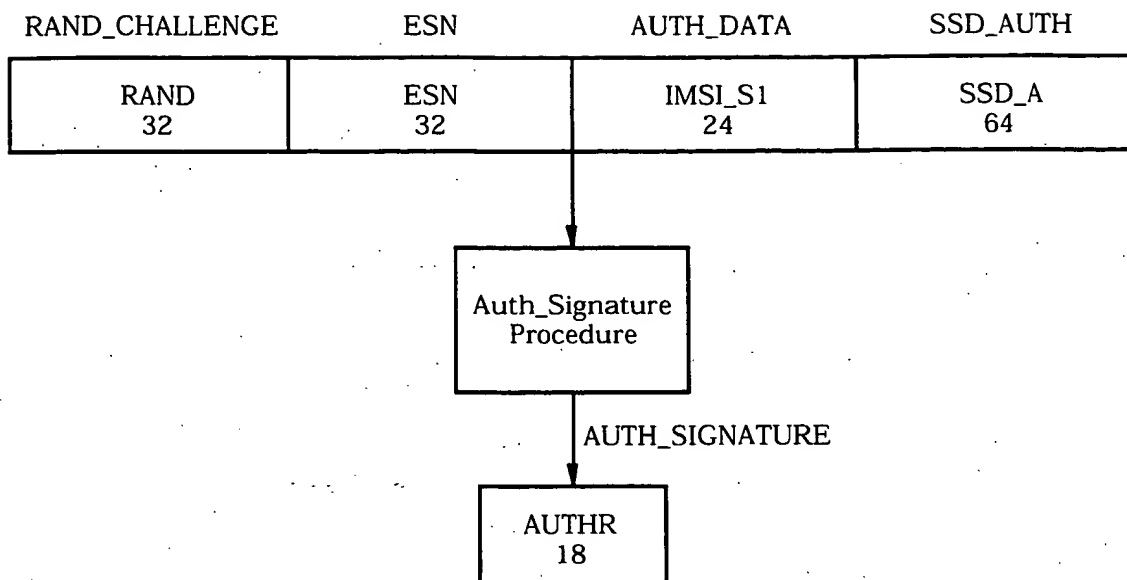 RAND_CHALLENGE ESN AUTH_DATA SSD_AUTH
RAND ESN IMSI_S1 SSD_A
32 32 24 64
Auth_Signature
Procedure
AUTH_SIGNATURE
AUTHR
18